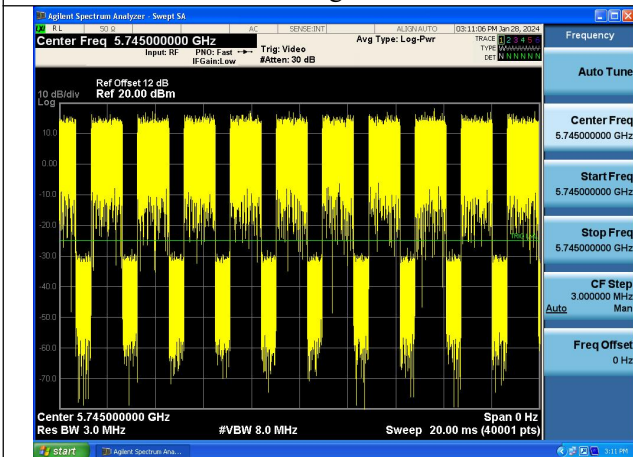 Agilent Spectrum Analyzer - Swept SA
RL 50 Ω AC SENSE:INT ALIGN AUTO 03:11:06 PM Jan 28, 2024
Center Freq 5.745000000 GHz
Input: RF PNO: Fast Trig: Video Avg Type: Log-Pwr TRACE 1 2 3 4 5 6
IFGain:Low #Atten: 30 dB TYPE
DET N N N N N N
Frequency
Auto Tune
Ref Offset 12 dB
10 dB/div Ref 20.00 dBm
Log
10.0
0.00
-10.0
-20.0
-30.0
-40.0
-50.0
-60.0
-70.0
Center Freq
5.745000000 GHz
Start Freq
5.745000000 GHz
Stop Freq
5.745000000 GHz
CF Step
3.000000 MHz
Auto Man
Freq Offset
0 Hz
Center 5.745000000 GHz Span 0 Hz
Res BW 3.0 MHz #VBW 8.0 MHz Sweep 20.00 ms (40001 pts)
start Agilent Spectrum Ana... 3:11 PM